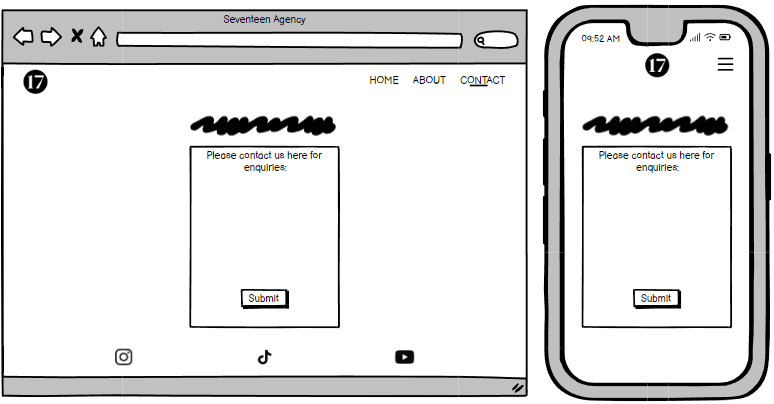 Seventeen Agency
17
HOME ABOUT CONTACT
Please contact us here for
enquiries:
Submit
09:52 AM
17
Please contact us here for
enquiries:
Submit